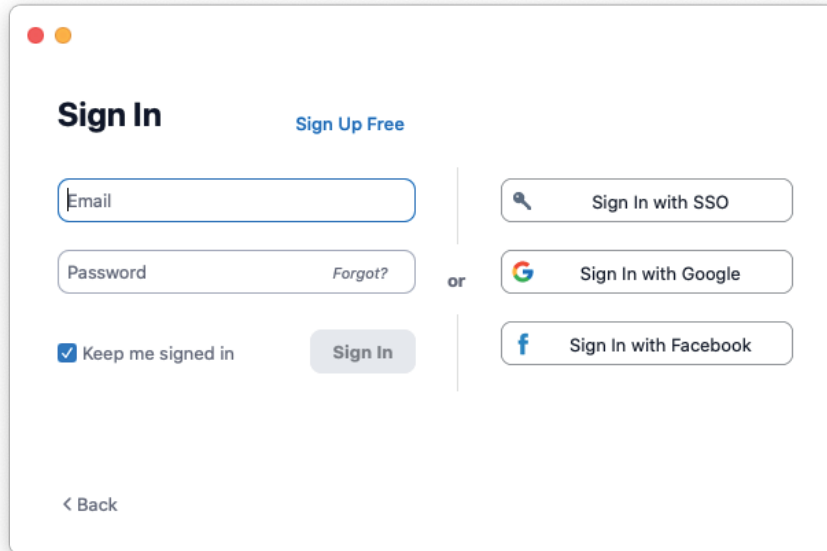 Sign In
Sign Up Free
Email
Password
Forgot?
Keep me signed in
Sign In
or
Sign In with SSO
Sign In with Google
Sign In with Facebook
Back